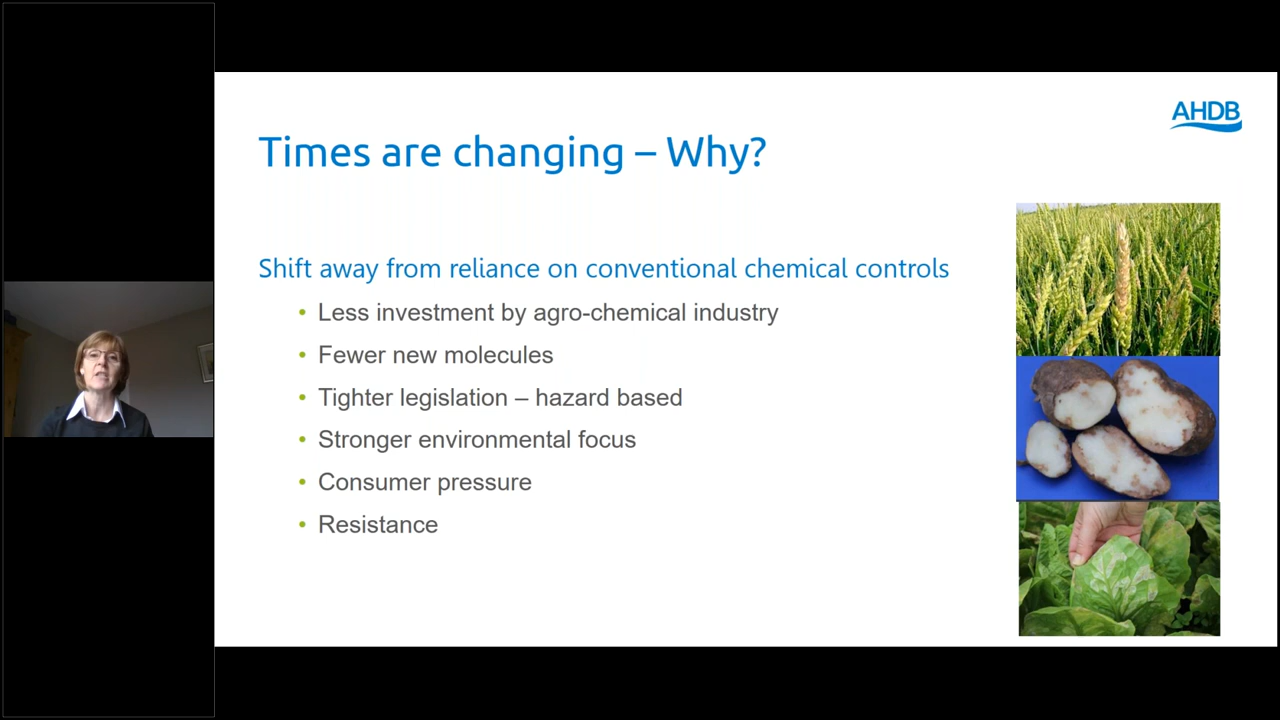 AHDB
Times are changing – Why?
Shift away from reliance on conventional chemical controls
• Less investment by agro-chemical industry
• Fewer new molecules
• Tighter legislation – hazard based
• Stronger environmental focus
• Consumer pressure
• Resistance